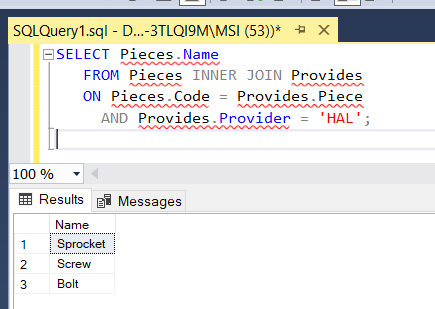 SQLQuery1.sql - D...-3TLQI9M\MSI (53))*
SELECT Pieces.Name
FROM Pieces INNER JOIN Provides
ON Pieces.Code = Provides.Piece
AND Provides.Provider = 'HAL';
100 %
Results Messages
Name
1 Sprocket
2 Screw
3 Bolt